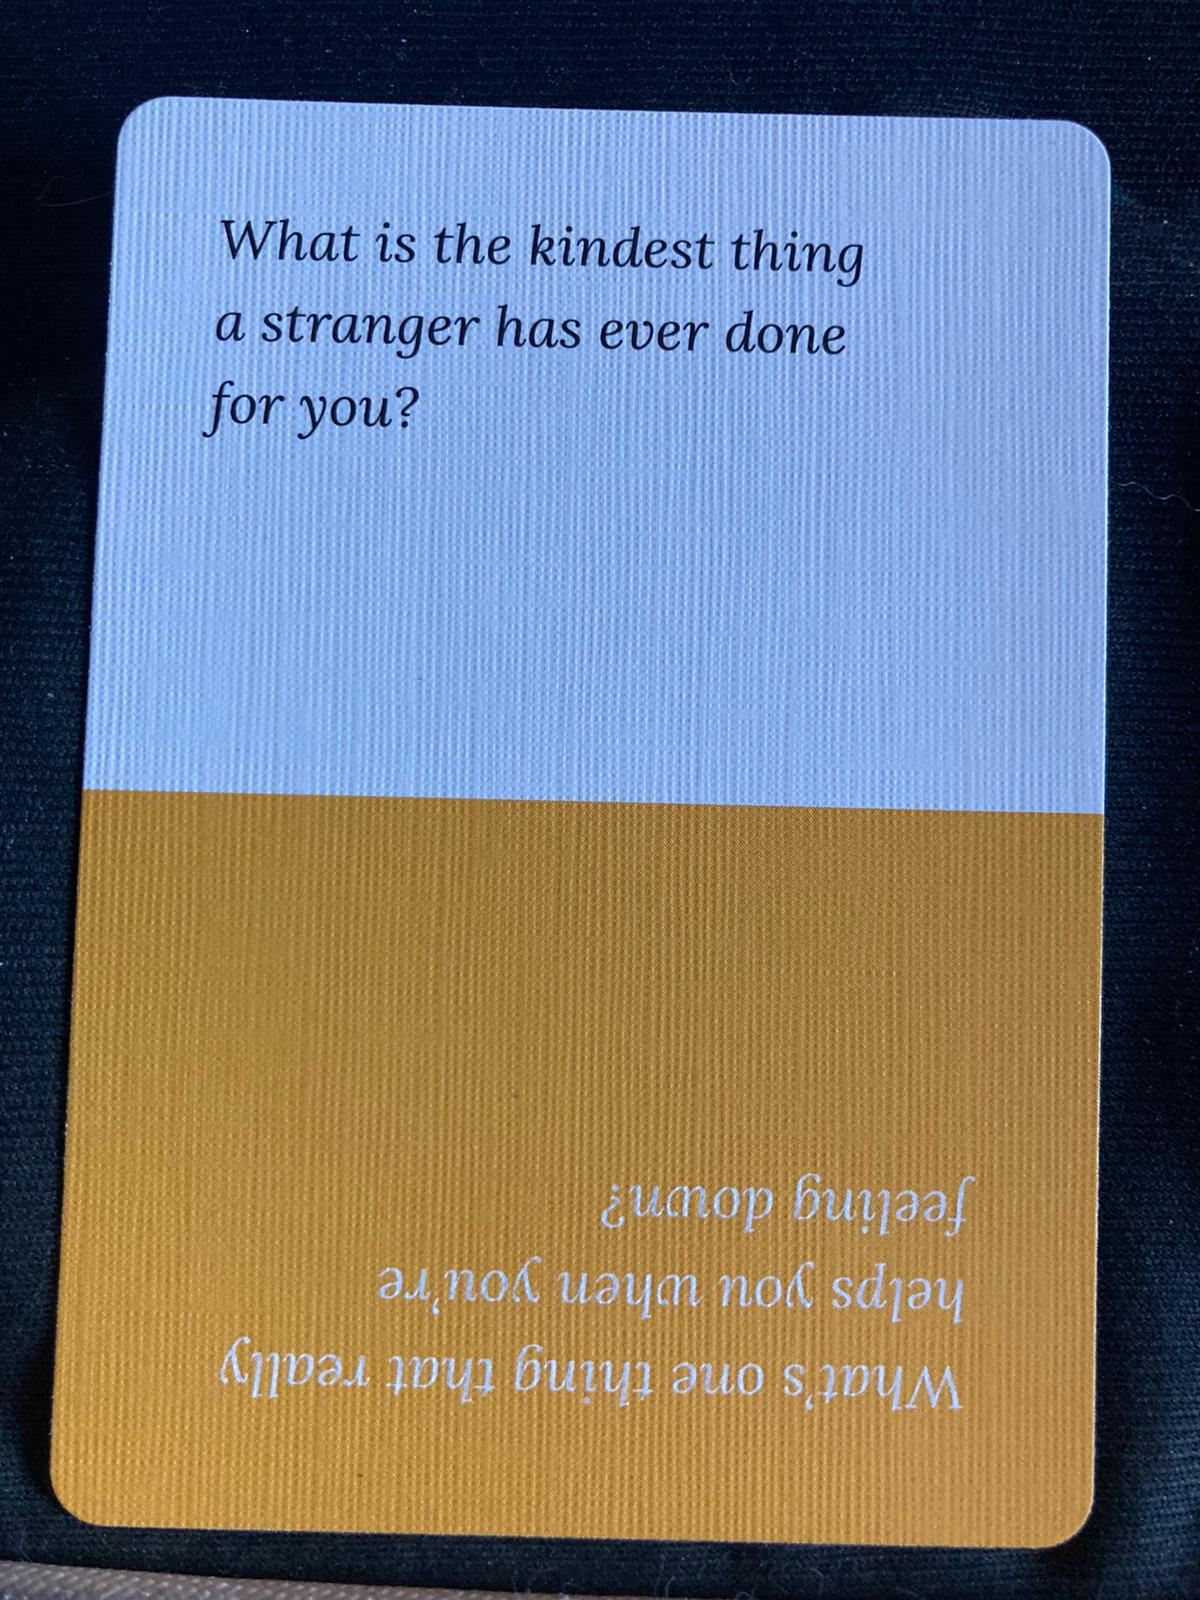 What is the kindest thing
a stranger has ever done
for you?
What's one thing that really
helps you when you're
feeling down?